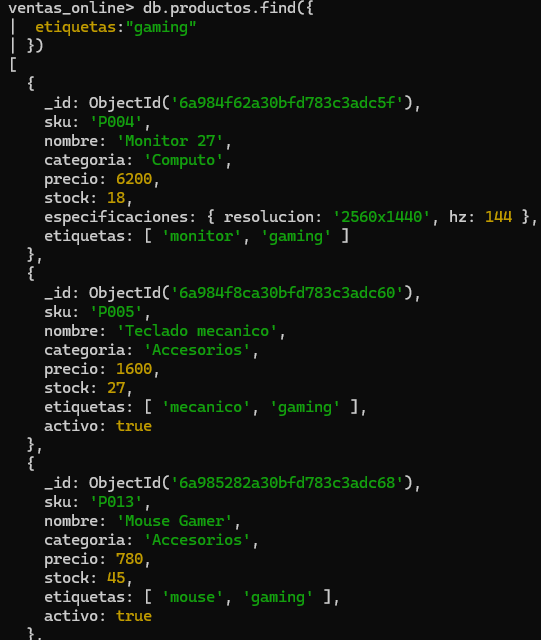 ventas_online> db.productos.find({
|  etiquetas:"gaming"
| })
[
  {
    _id: ObjectId('6a984f62a30bfd783c3adc5f'),
    sku: 'P004',
    nombre: 'Monitor 27',
    categoria: 'Computo',
    precio: 6200,
    stock: 18,
    especificaciones: { resolucion: '2560x1440', hz: 144 },
    etiquetas: [ 'monitor', 'gaming' ]
  },
  {
    _id: ObjectId('6a984f8ca30bfd783c3adc60'),
    sku: 'P005',
    nombre: 'Teclado mecanico',
    categoria: 'Accesorios',
    precio: 1600,
    stock: 27,
    etiquetas: [ 'mecanico', 'gaming' ],
    activo: true
  },
  {
    _id: ObjectId('6a985282a30bfd783c3adc68'),
    sku: 'P013',
    nombre: 'Mouse Gamer',
    categoria: 'Accesorios',
    precio: 780,
    stock: 45,
    etiquetas: [ 'mouse', 'gaming' ],
    activo: true
  },